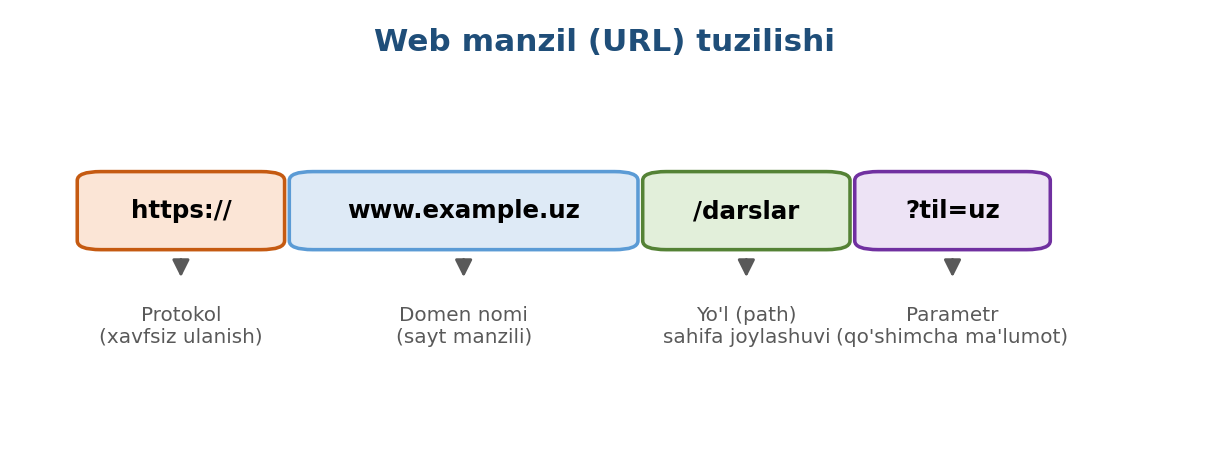 Web manzil (URL) tuzilishi
https://
www.example.uz
/darslar
?til=uz
Protokol
(xavfsiz ulanish)
Domen nomi
(sayt manzili)
Yo'l (path)
sahifa joylashuvi
Parametr
(qo'shimcha ma'lumot)